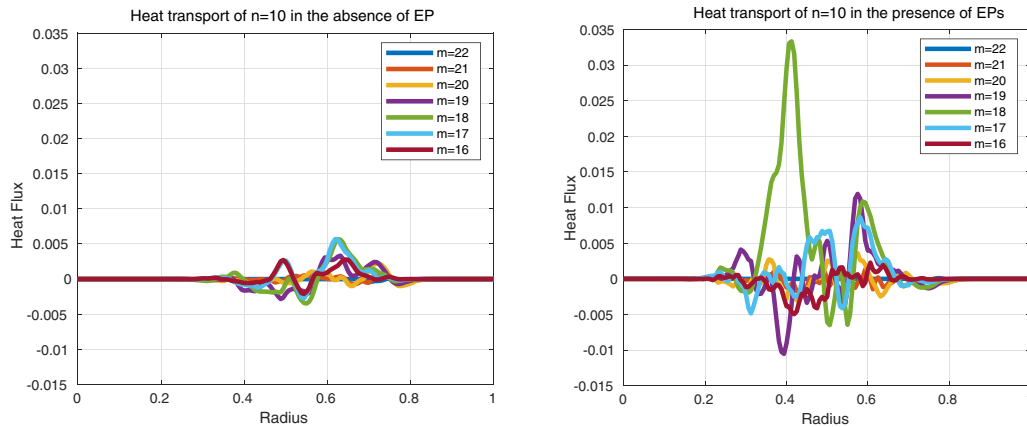 Heat transport of n=10 in the absence of EP
0.035
0.03
0.025
0.02
0.015
0.01
0.005
0
-0.005
-0.01
-0.015
Heat Flux
m=22
m=21
m=20
m=19
m=18
m=17
m=16
0
0.2
0.4
0.6
0.8
1
Radius
Heat transport of n=10 in the presence of EPs
0.035
0.03
0.025
0.02
0.015
0.01
0.005
0
-0.005
-0.01
-0.015
Heat Flux
m=22
m=21
m=20
m=19
m=18
m=17
m=16
0
0.2
0.4
0.6
0.8
Radius